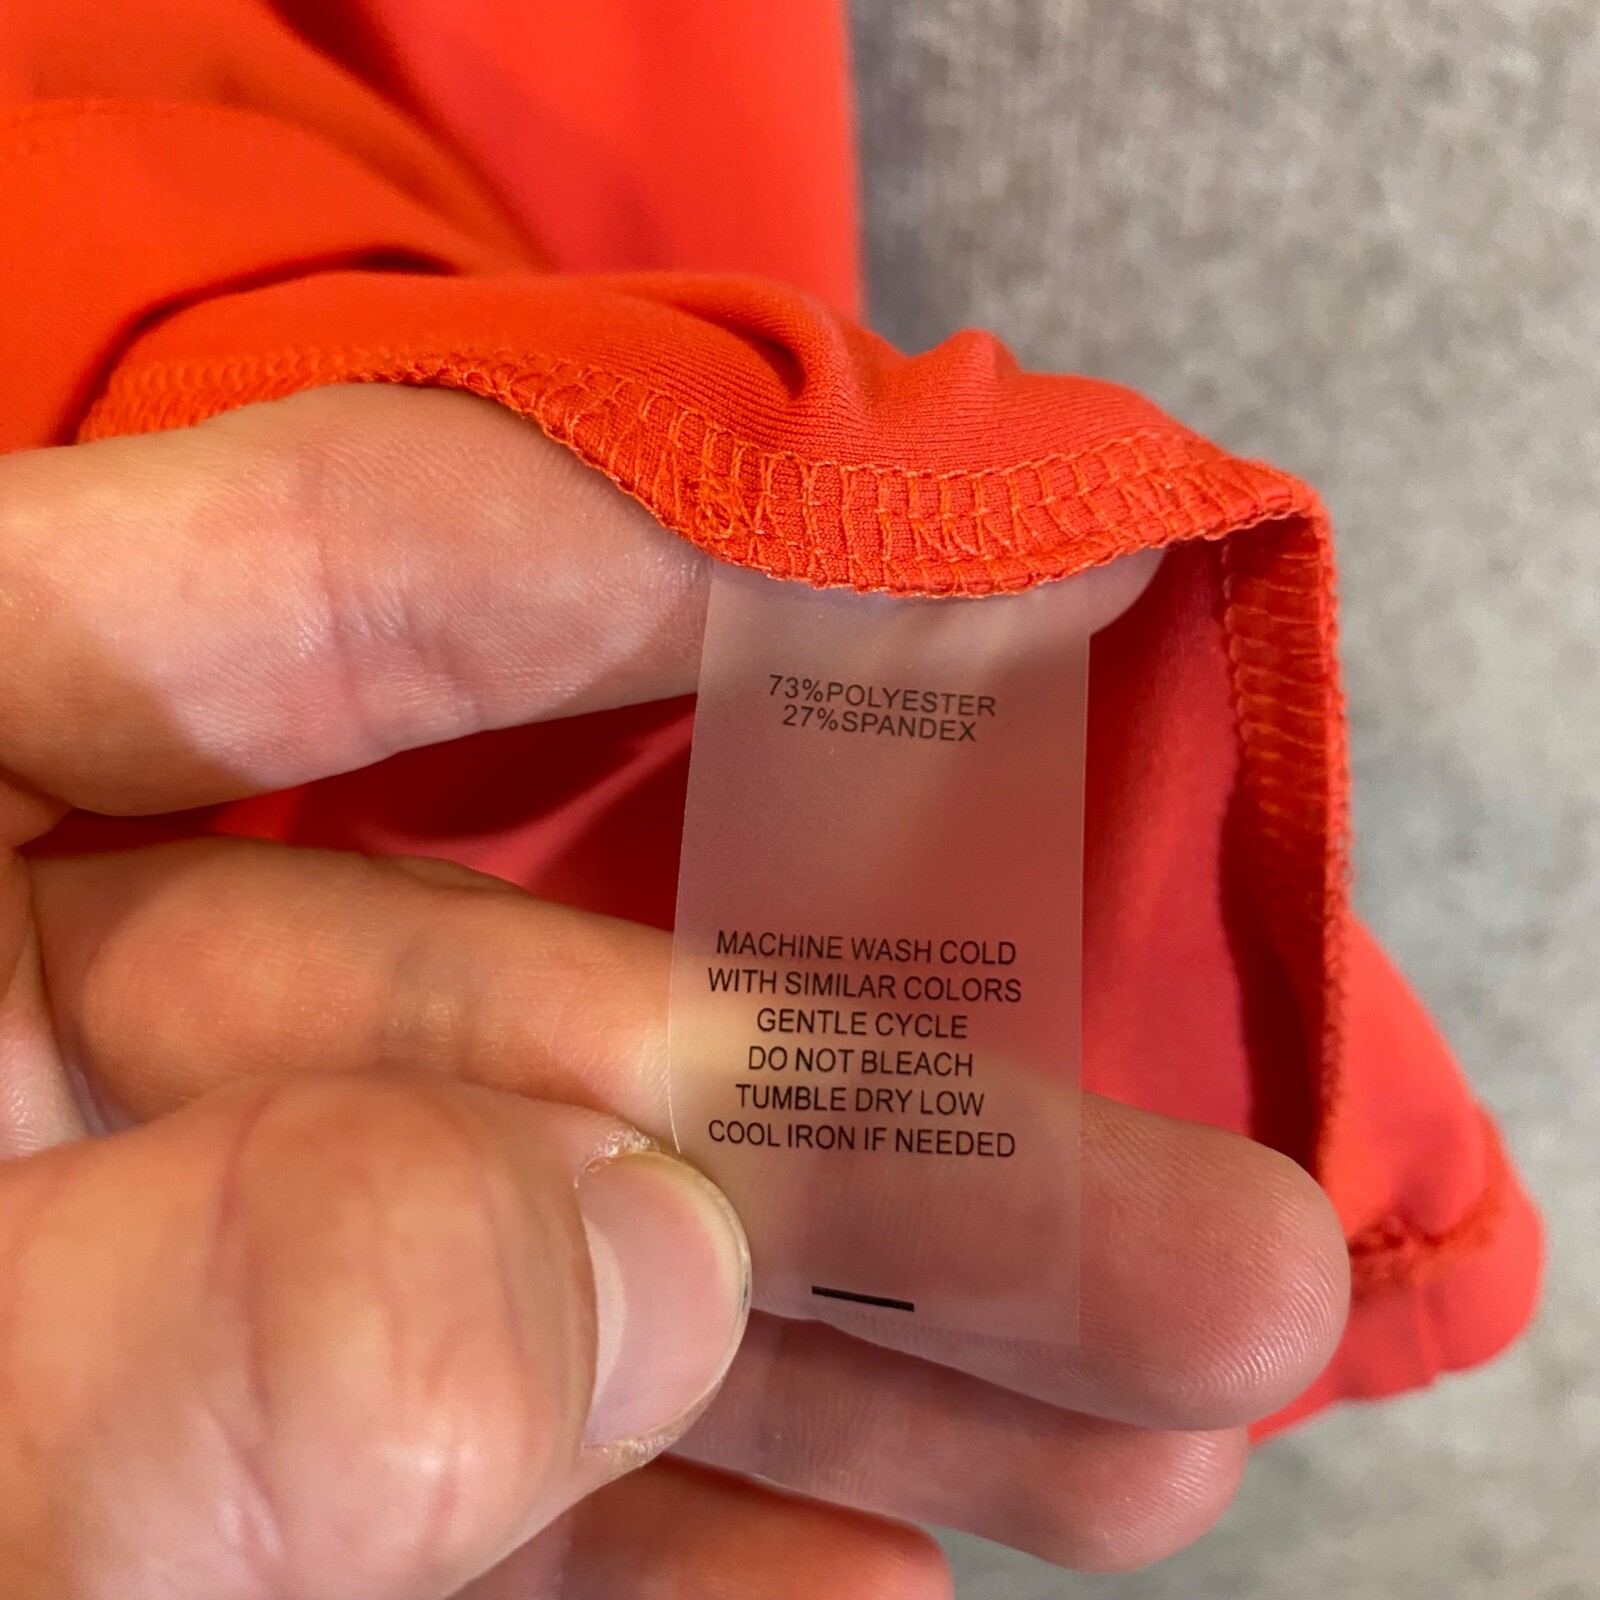 73%POLYESTER
27%SPANDEX
MACHINE WASH COLD
WITH SIMILAR COLORS
GENTLE CYCLE
DO NOT BLEACH
TUMBLE DRY LOW
COOL IRON IF NEEDED